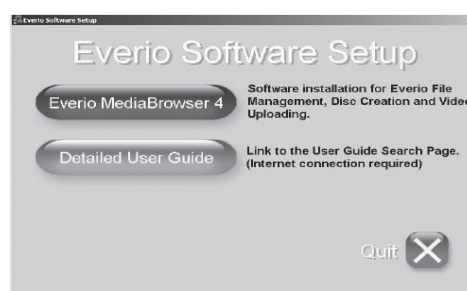 Everio Software Setup
Everio Software Setup
Everio MediaBrowser 4
Software installation for Everio File
Management, Disc Creation and Video
Uploading.
Detailed User Guide
Link to the User Guide Search Page.
(Internet connection required)
Quit